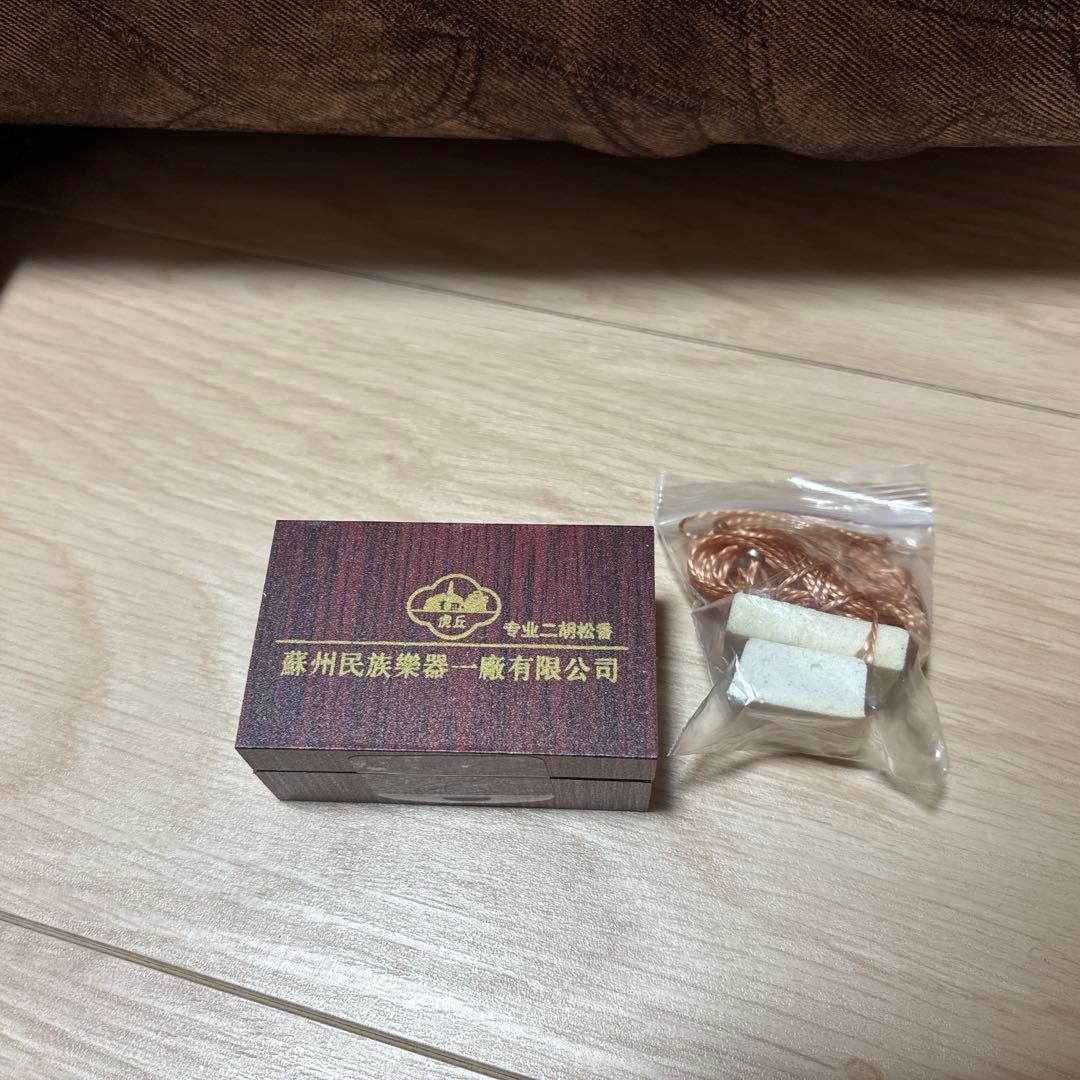 虎丘
专业二胡松香
蘇州民族樂器一廠有限公司